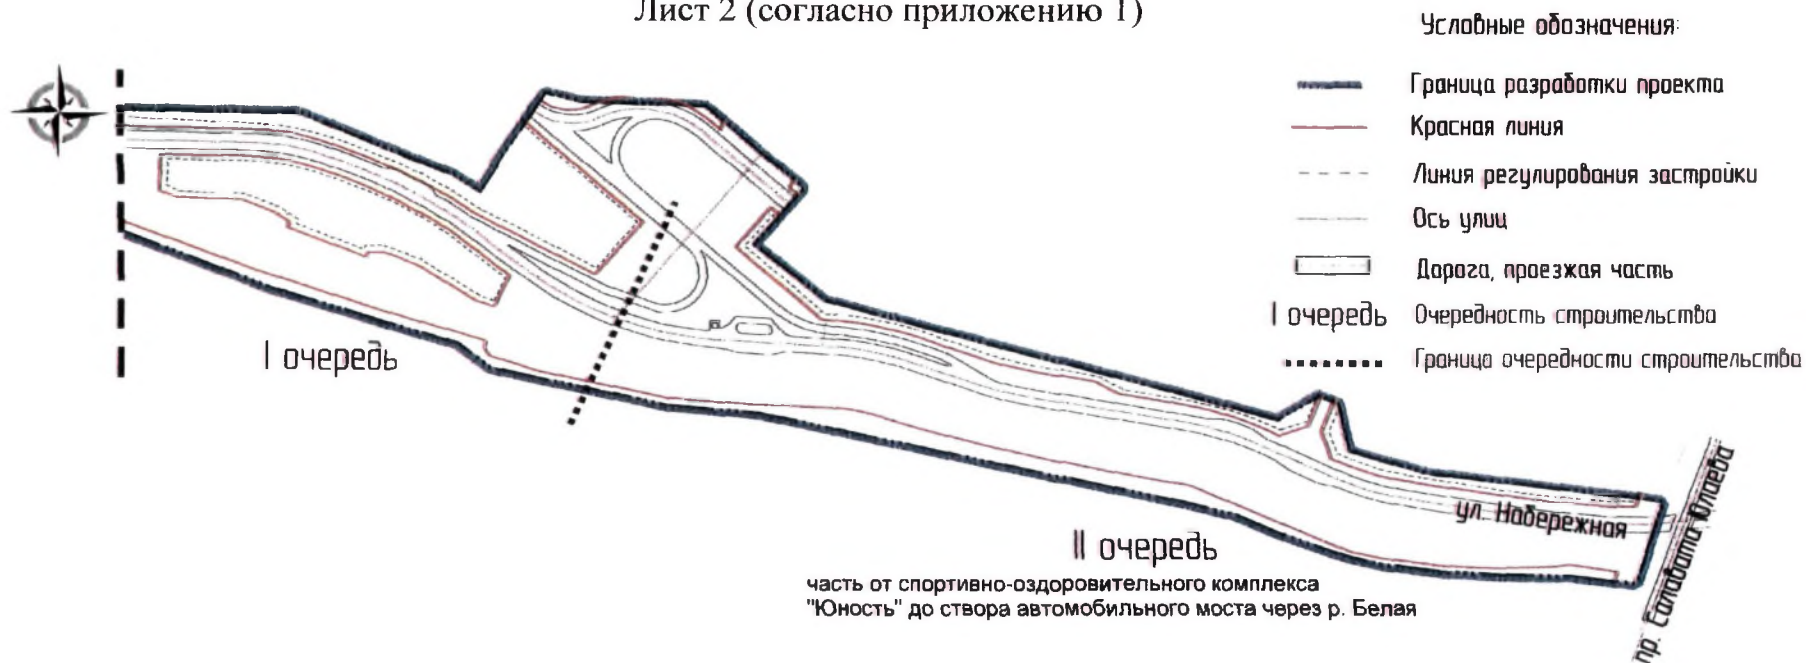 Лист 2 (согласно приложению 1)
Условные обозначения:
Граница разработки проекта
Красная линия
Линия регулирования застройки
Ось улиц
Дорога, проезжая часть
I очередь Очередность строительства
Граница очередности строительства
I очередь
ул. Набережная
пр. Салавата Юлаева
II очередь
часть от спортивно-оздоровительного комплекса
"Юность" до створа автомобильного моста через р. Белая